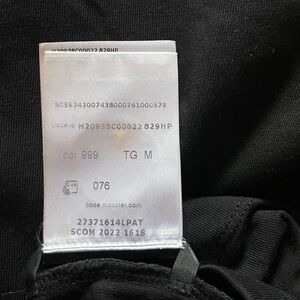 H20938C00022 829HP
8059343007438000761000879
Modello H20938C00022 829HP
COL 999 TG M
076
code.moncler.com
27371614LPAT
SCOM 2022 1618